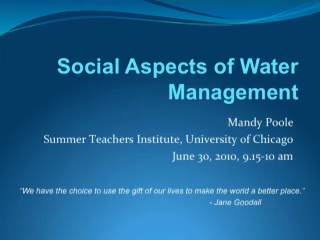 Social Aspects of Water
Management
Mandy Poole
Summer Teachers Institute, University of Chicago
June 30, 2010, 9.15-10 am
“We have the choice to use the gift of our lives to make the world a better place.”
- Jane Goodall